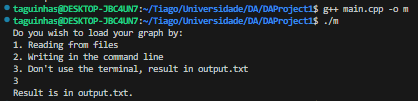 taguinhas@DESKTOP-JBC4UN7:~/Tiago/Universidade/DA/DAProject1$ g++ main.cpp -o m
taguinhas@DESKTOP-JBC4UN7:~/Tiago/Universidade/DA/DAProject1$ ./m
Do you wish to load your graph by:
1. Reading from files
2. Writing in the command line
3. Don't use the terminal, result in output.txt
3
Result is in output.txt.